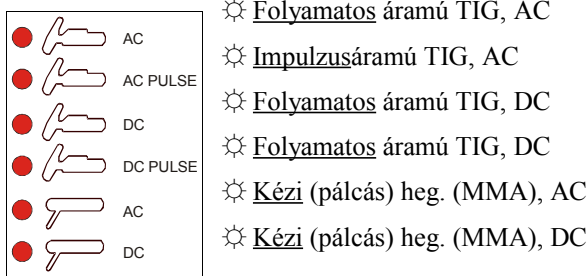 AC
AC PULSE
DC
DC PULSE
AC
DC
Folyamatos áramú TIG, AC
Impulzusáramú TIG, AC
Folyamatos áramú TIG, DC
Folyamatos áramú TIG, DC
Kézi (pálcás) heg. (MMA), AC
Kézi (pálcás) heg. (MMA), DC